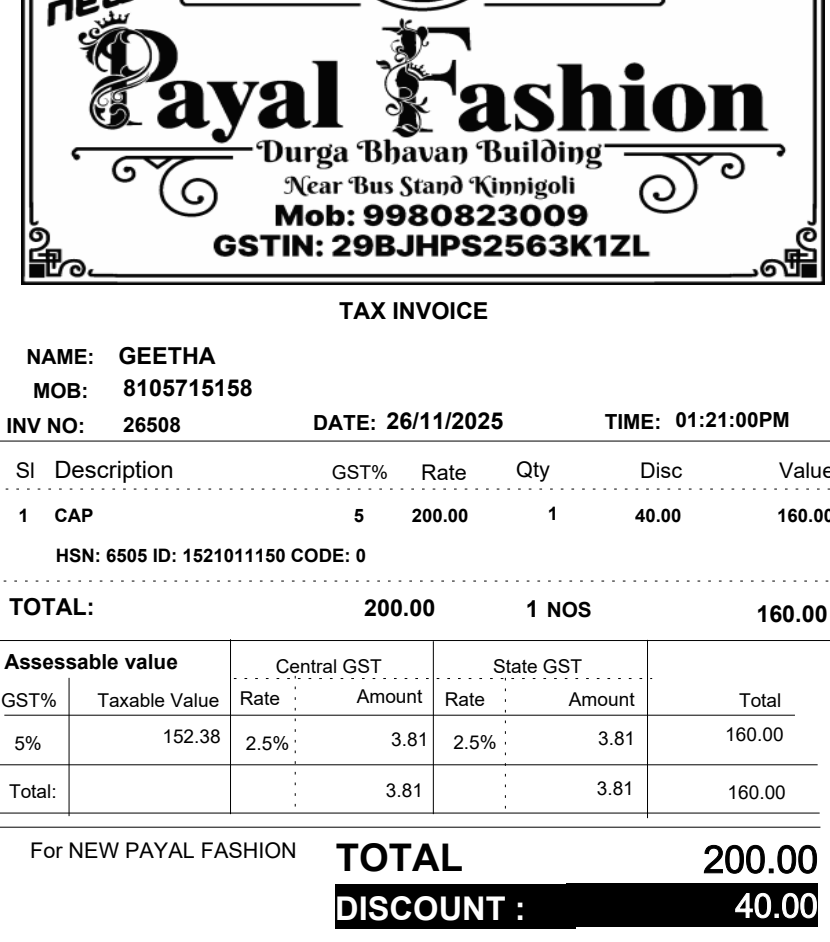 new
Payal Fashion
Durga Bhavan Building
Near Bus Stand Kinnigoli
Mob: 9980823009
GSTIN: 29BJHPS2563K1ZL
TAX INVOICE
NAME: GEETHA
MOB: 8105715158
INV NO: 26508 DATE: 26/11/2025 TIME: 01:21:00PM
Sl Description GST% Rate Qty Disc Value
1 CAP 5 200.00 1 40.00 160.00
HSN: 6505 ID: 1521011150 CODE: 0
TOTAL: 200.00 1 NOS 160.00
Assessable value Central GST State GST
GST% Taxable Value Rate Amount Rate Amount Total
5% 152.38 2.5% 3.81 2.5% 3.81 160.00
Total: 3.81 3.81 160.00
For NEW PAYAL FASHION TOTAL 200.00
DISCOUNT : 40.00